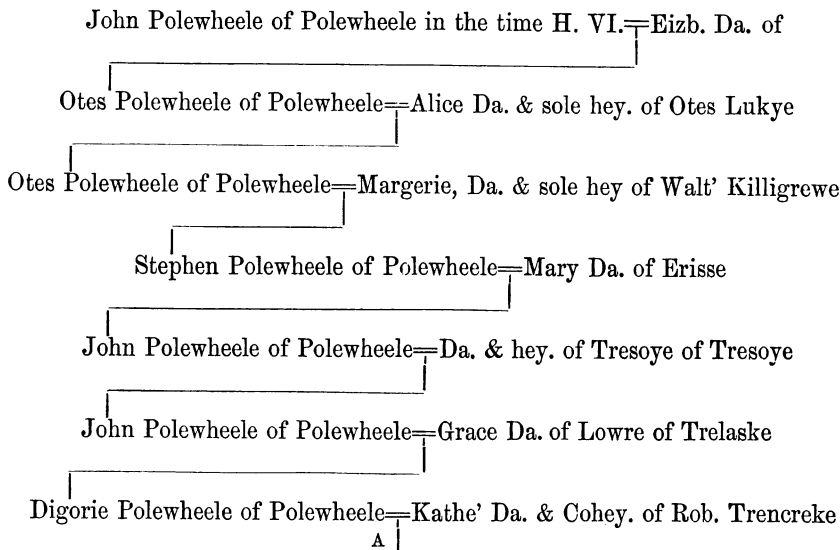 John Polewheele of Polewheele in the time H. VI.=Eizb. Da. of
Otes Polewheele of Polewheele=Alice Da. & sole hey. of Otes Lukye
Otes Polewheele of Polewheele=Margerie, Da. & sole hey of Walt' Killigrewe
Stephen Polewheele of Polewheele=Mary Da. of Erisse
John Polewheele of Polewheele=Da. & hey. of Tresoye of Tresoye
John Polewheele of Polewheele=Grace Da. of Lowre of Trelaske
Digorie Polewheele of Polewheele=Kathe' Da. & Cohey. of Rob. Trencreke
A